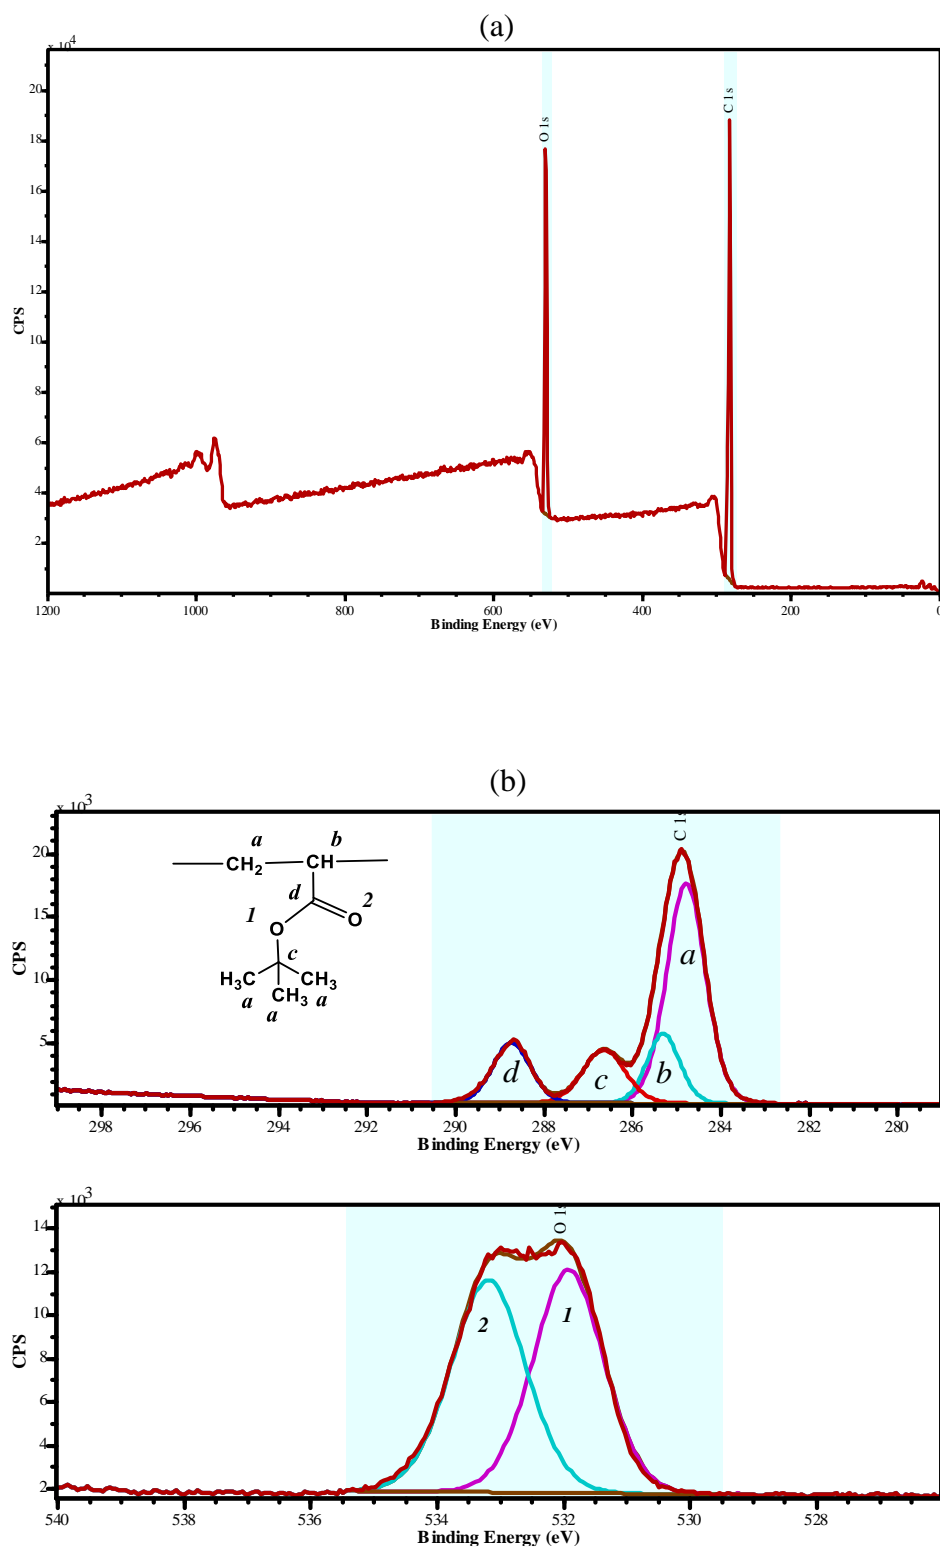 (a)
x 10^4
20
18
16
14
12
10
8
6
4
2
CPS
O 1s
C 1s
1200 1000 800 600 400 200 0
Binding Energy (eV)
(b)
x 10^3
20
15
10
5
CPS
C 1s
a b
CH₂ CH
d 2
1 O O
c
H₃C CH₃
a CH₃ a
a
a
b
c
d
298 296 294 292 290 288 286 284 282 280
Binding Energy (eV)
x 10^3
14
12
10
8
6
4
2
CPS
O 1s
2 1
540 538 536 534 532 530 528
Binding Energy (eV)